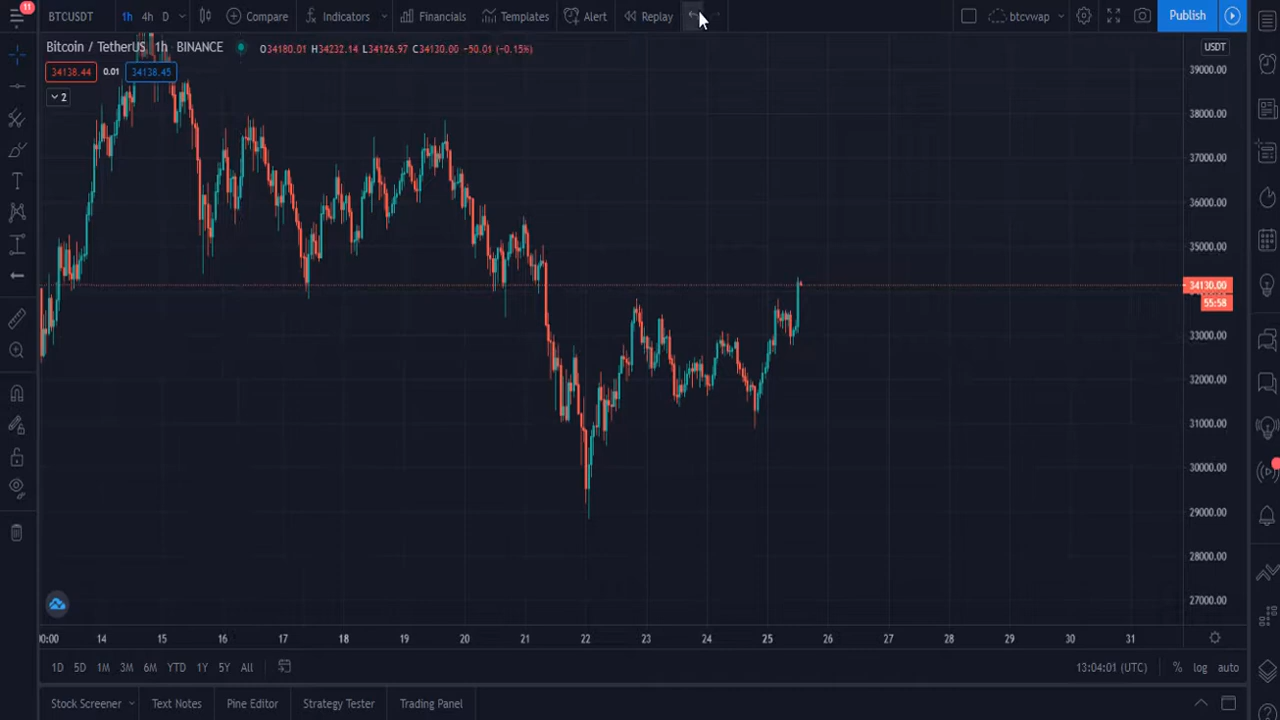 11
BTCUSDT 1h 4h D Compare Indicators Financials Templates Alert Replay btcvwap Publish
Bitcoin / TetherUS 1h BINANCE O34180.01 H34232.14 L34126.97 C34130.00 -50.01 (-0.15%) USDT
34138.44 0.01 34138.45
2
39000.00
38000.00
37000.00
36000.00
35000.00
34130.00
55:58
33000.00
32000.00
31000.00
30000.00
29000.00
28000.00
27000.00
14 15 16 17 18 19 20 21 22 23 24 25 26 27 28 29 30 31
1D 5D 1M 3M 6M YTD 1Y 5Y All 13:04:01 (UTC) % log auto
Stock Screener Text Notes Pine Editor Strategy Tester Trading Panel